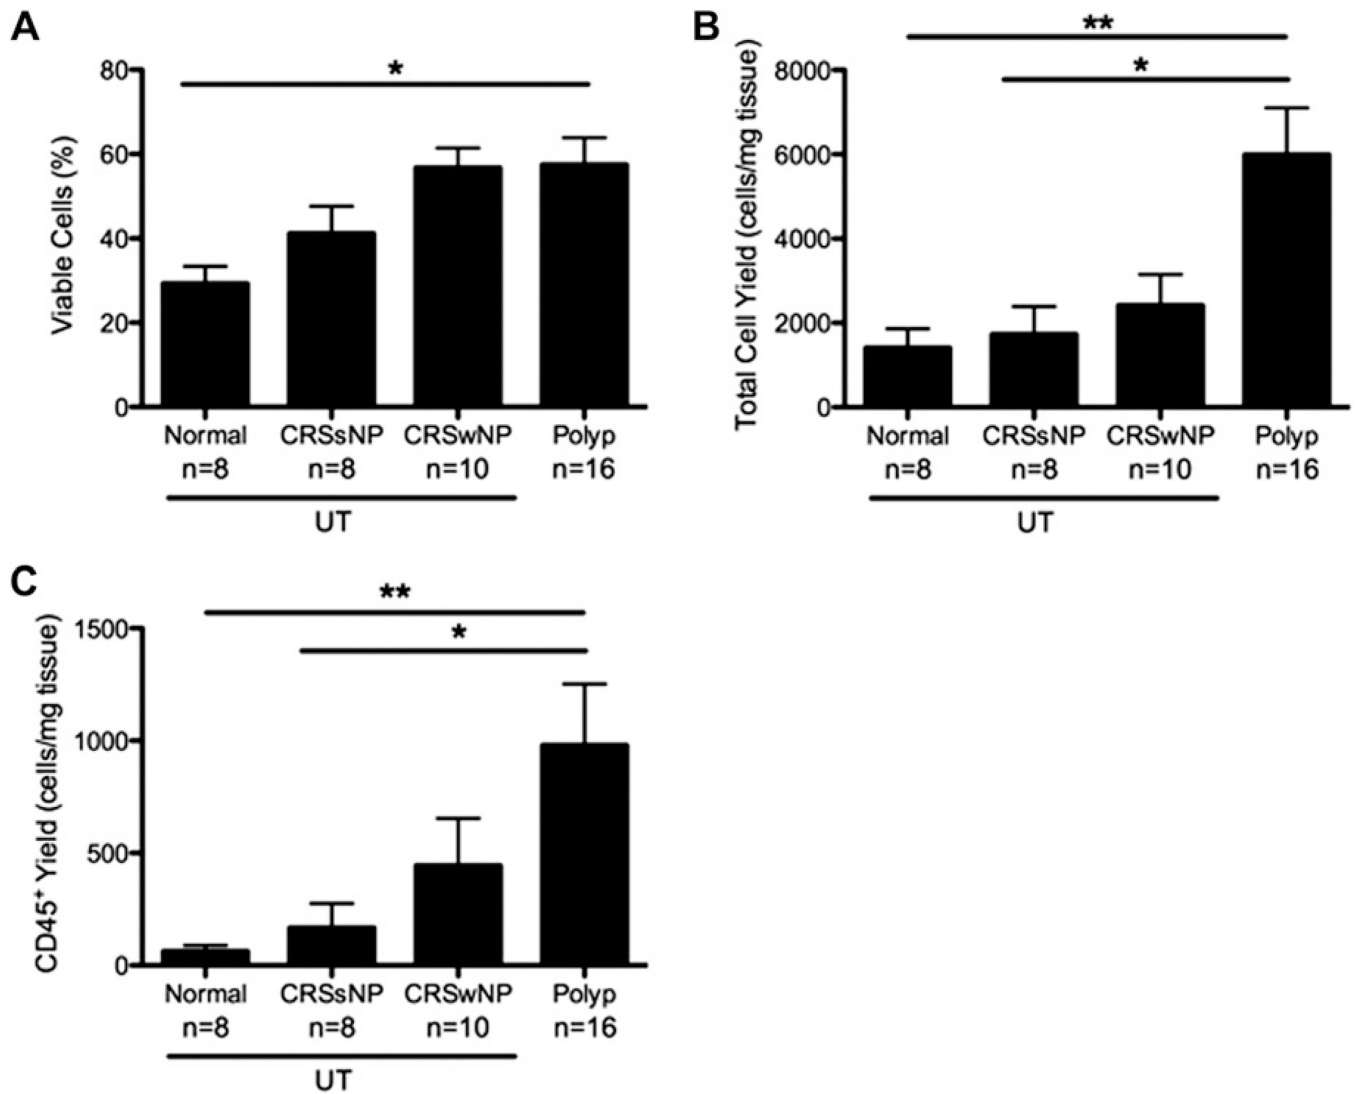 A
Viable Cells (%)
80
60
40
20
0
*
Normal CRSsNP CRSwNP Polyp
n=8 n=8 n=10 n=16
UT
B
Total Cell Yield (cells/mg tissue)
8000
6000
4000
2000
0
**
*
Normal CRSsNP CRSwNP Polyp
n=8 n=8 n=10 n=16
UT
C
CD45⁺ Yield (cells/mg tissue)
1500
1000
500
0
**
*
Normal CRSsNP CRSwNP Polyp
n=8 n=8 n=10 n=16
UT